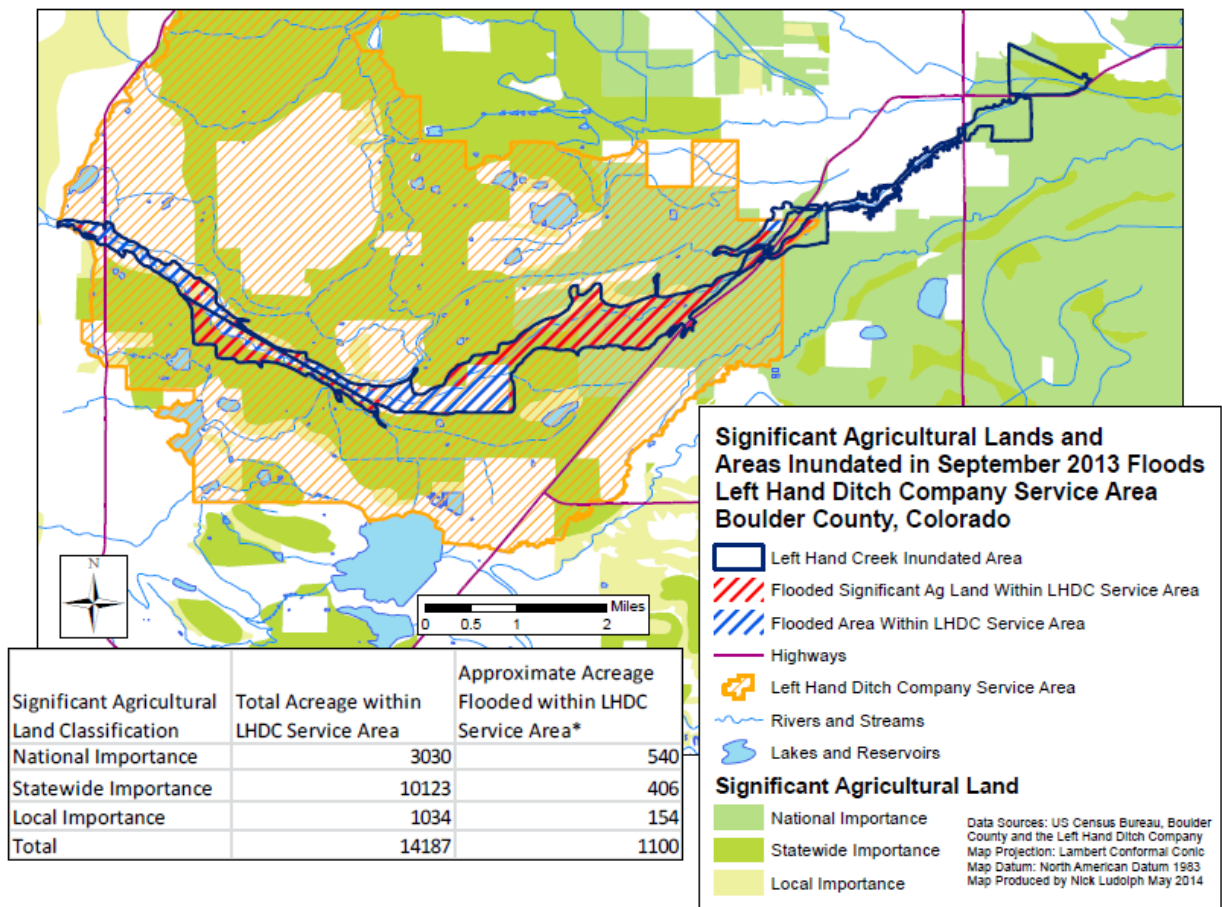 N
0 0.5 1 2
Miles
Significant Agricultural Lands and
Areas Inundated in September 2013 Floods
Left Hand Ditch Company Service Area
Boulder County, Colorado
Left Hand Creek Inundated Area
Flooded Significant Ag Land Within LHDC Service Area
Flooded Area Within LHDC Service Area
Highways
Left Hand Ditch Company Service Area
Rivers and Streams
Lakes and Reservoirs
Significant Agricultural Land
National Importance
Statewide Importance
Local Importance
Data Sources: US Census Bureau, Boulder
County and the Left Hand Ditch Company
Map Projection: Lambert Conformal Conic
Map Datum: North American Datum 1983
Map Produced by Nick Ludolph May 2014
Significant Agricultural
Land Classification
Total Acreage within
LHDC Service Area
Approximate Acreage
Flooded within LHDC
Service Area*
National Importance 3030 540
Statewide Importance 10123 406
Local Importance 1034 154
Total 14187 1100